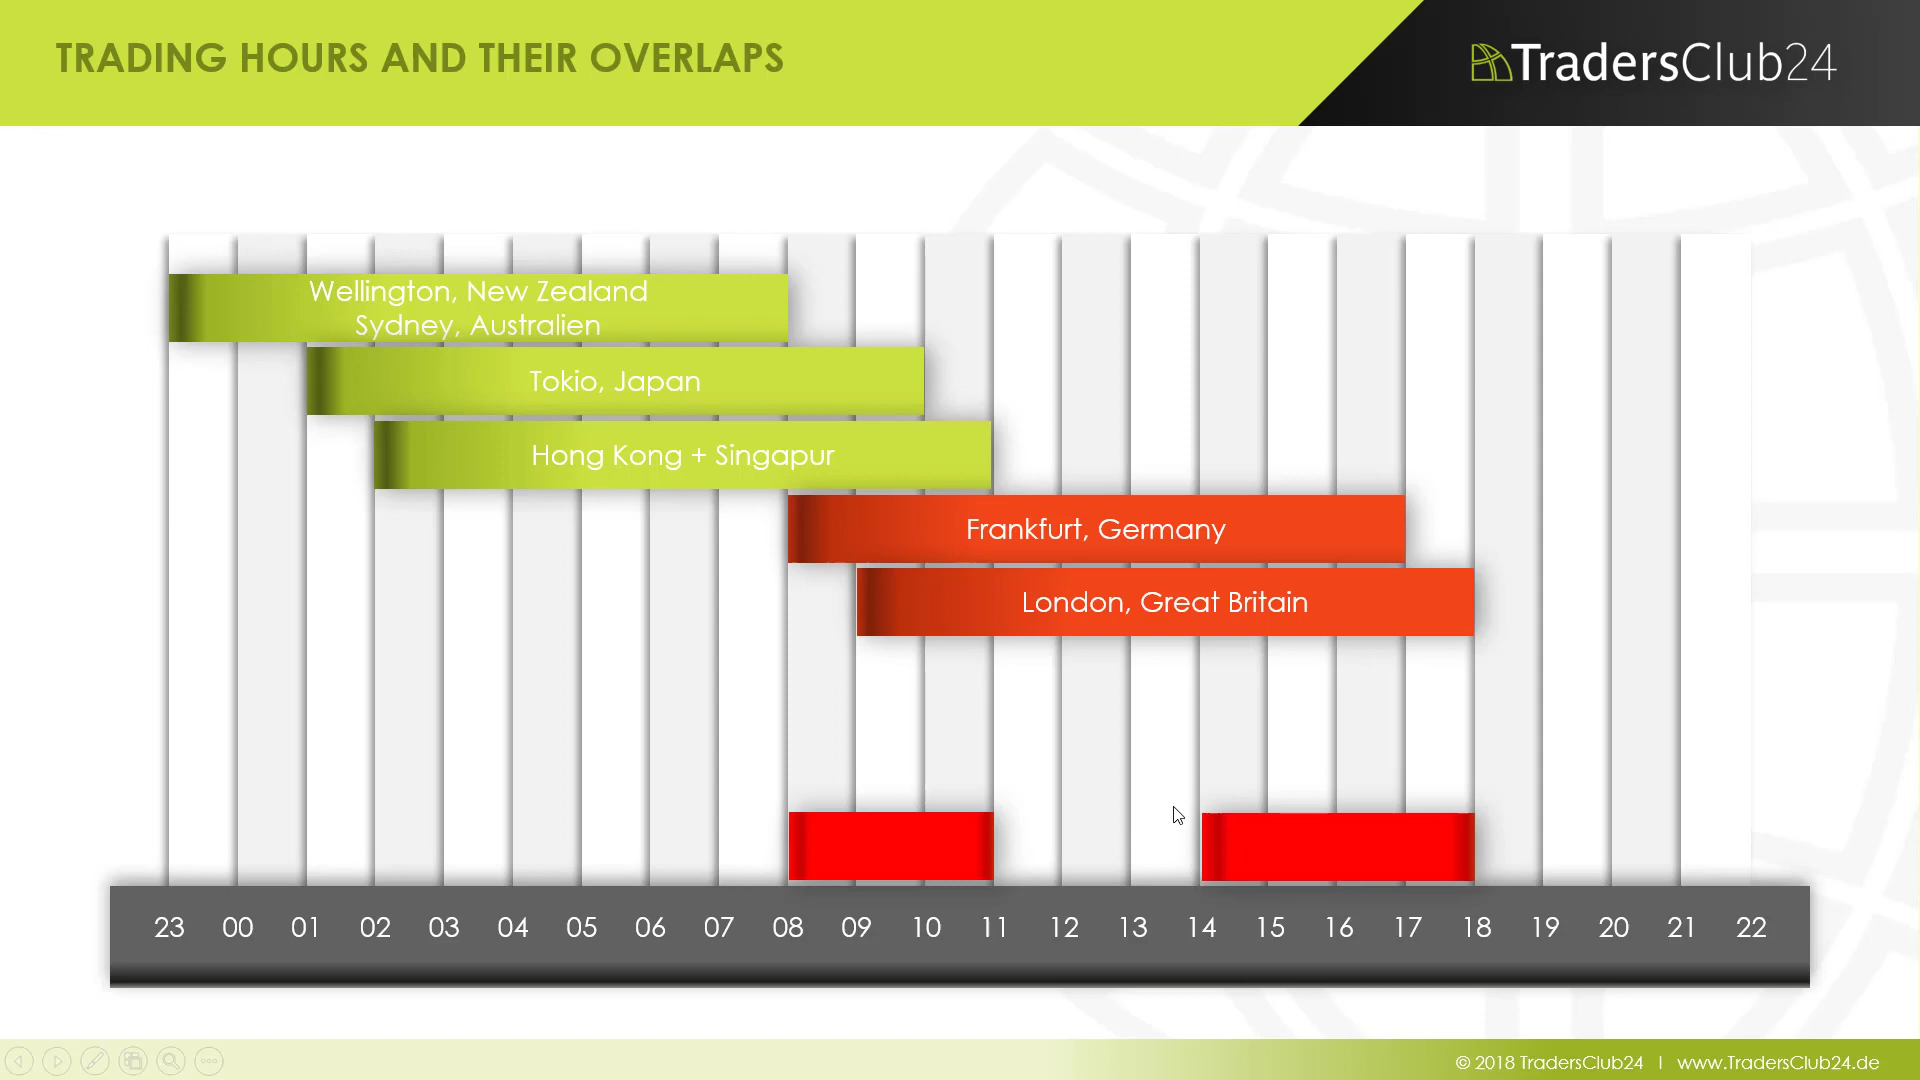 TRADING HOURS AND THEIR OVERLAPS
TradersClub24
Wellington, New Zealand
Sydney, Australien
Tokio, Japan
Hong Kong + Singapur
Frankfurt, Germany
London, Great Britain
23 00 01 02 03 04 05 06 07 08 09 10 11 12 13 14 15 16 17 18 19 20 21 22
© 2018 TradersClub24 | www.TradersClub24.de